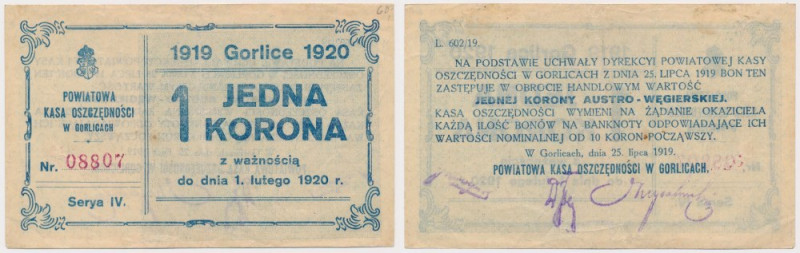 1919 Gorlice 1920
POWIATOWA
KASA OSZCZĘDNOŚCI
W GORLICACH
Nr. 08807
Serya IV.
1 JEDNA
KORONA
z ważnością
do dnia 1. lutego 1920 r.
L. 602/19.
NA PODSTAWIE UCHWAŁY DYREKCYI POWIATOWEJ KASY
OSZCZĘDNOŚCI W GORLICACH Z DNIA 25. LIPCA 1919 BON TEN
ZASTĘPUJE W OBROCIE HANDLOWYM WARTOŚĆ
JEDNEJ KORONY AUSTRO-WĘGIERSKIEJ.
KASA OSZCZĘDNOŚCI WYMIENI NA ŻĄDANIE OKAZICIELA
KAŻDĄ ILOŚĆ BONÓW NA BANKNOTY ODPOWIADAJĄCE ICH
WARTOŚCI NOMINALNEJ OD 10 KORON POCZĄWSZY.
W Gorlicach, dnia 25. lipca 1919.
POWIATOWA KASA OSZCZĘDNOŚCI W GORLICACH.